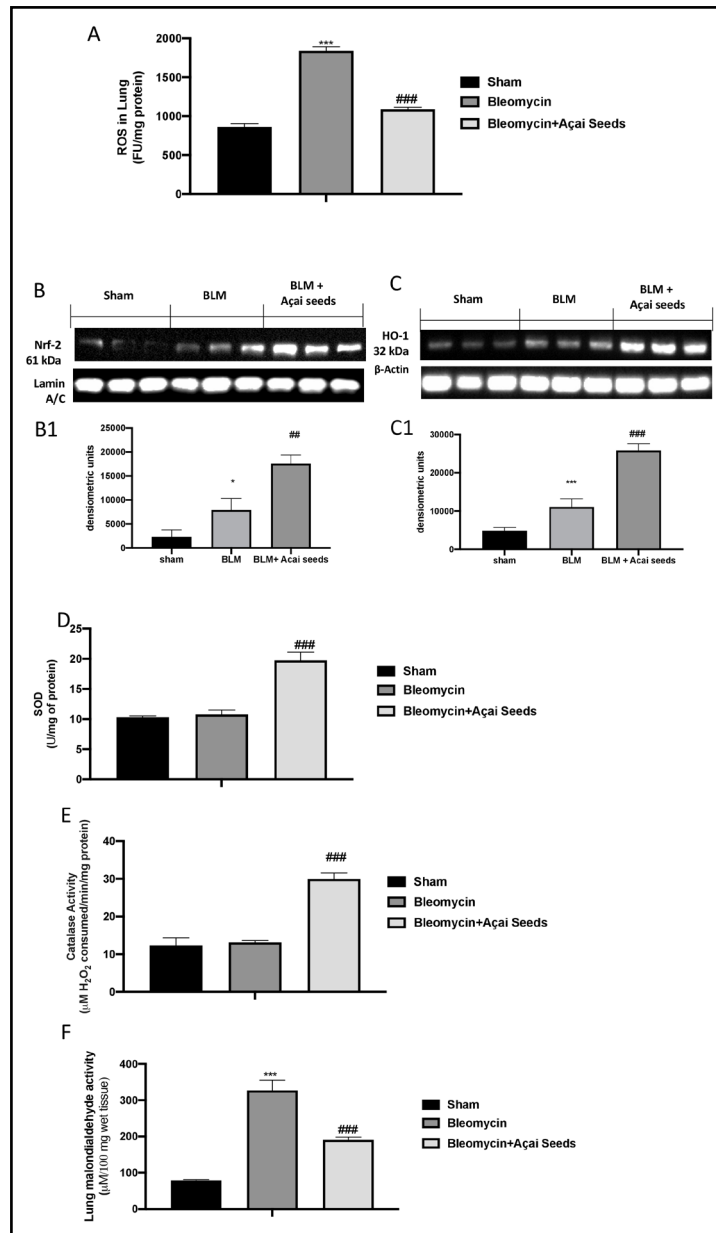 A
2000
1500
1000
500
0
ROS in Lung
(FU/mg protein)
***
###
Sham
Bleomycin
Bleomycin+Açai Seeds
B
Sham
BLM
BLM +
Açai seeds
Nrf-2
61 kDa
Lamin
A/C
C
Sham
BLM
BLM +
Açai seeds
HO-1
32 kDa
β-Actin
B1
25000
20000
15000
10000
5000
0
densiometric units
*
##
sham
BLM
BLM+ Acai seeds
C1
30000
20000
10000
0
densiometric units
***
###
sham
BLM
BLM + Acai seeds
D
25
20
15
10
5
0
SOD
(U/mg of protein)
###
Sham
Bleomycin
Bleomycin+Açai Seeds
E
40
30
20
10
0
Catalase Activity
(μM H₂O₂ consumed/min/mg protein)
###
Sham
Bleomycin
Bleomycin+Açai Seeds
F
400
300
200
100
0
Lung malondialdehyde activity
(μM/100 mg wet tissue)
***
###
Sham
Bleomycin
Bleomycin+Açai Seeds